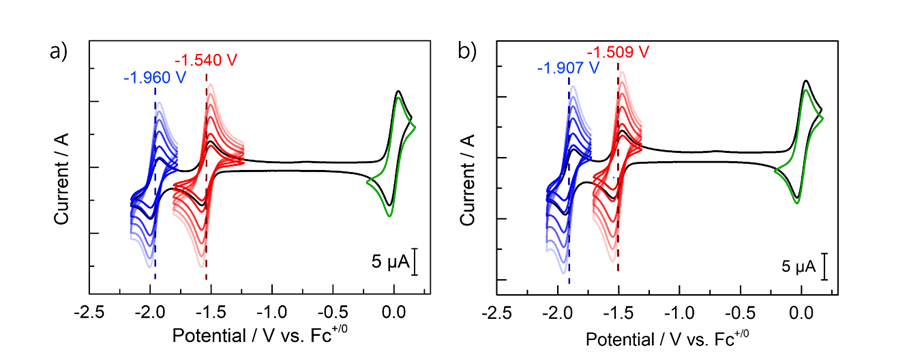 a)
-1.960 V
-1.540 V
Current / A
5 µA
-2.5 -2.0 -1.5 -1.0 -0.5 0.0
Potential / V vs. Fc+/0
b)
-1.907 V
-1.509 V
Current / A
5 µA
-2.5 -2.0 -1.5 -1.0 -0.5 0.0
Potential / V vs. Fc+/0